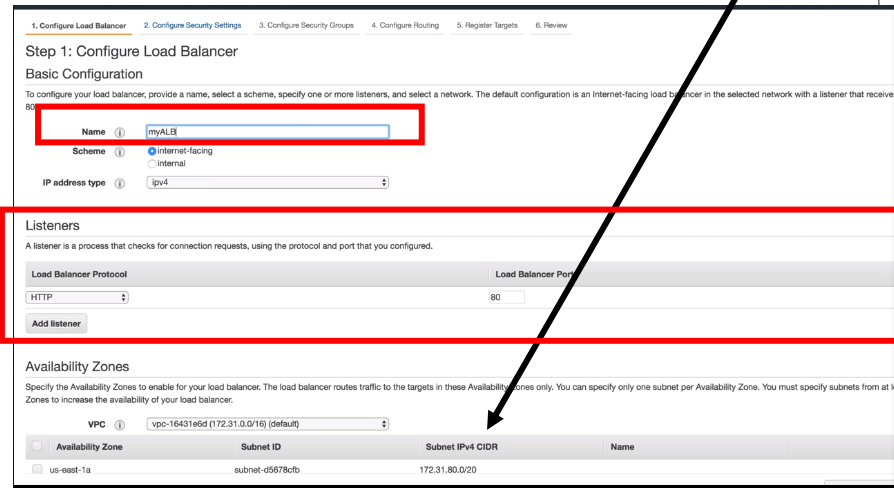 1. Configure Load Balancer 2. Configure Security Settings 3. Configure Security Groups 4. Configure Routing 5. Register Targets 6. Review
Step 1: Configure Load Balancer
Basic Configuration
To configure your load balancer, provide a name, select a scheme, specify one or more listeners, and select a network. The default configuration is an Internet-facing load balancer in the selected network with a listener that receive
80
Name myALB
Scheme internet-facing
internal
IP address type ipv4
Listeners
A listener is a process that checks for connection requests, using the protocol and port that you configured.
Load Balancer Protocol Load Balancer Port
HTTP 80
Add listener
Availability Zones
Specify the Availability Zones to enable for your load balancer. The load balancer routes traffic to the targets in these Availability Zones only. You can specify only one subnet per Availability Zone. You must specify subnets from at l
Zones to increase the availability of your load balancer.
VPC vpc-16431e6d (172.31.0.0/16) (default)
Availability Zone Subnet ID Subnet IPv4 CIDR Name
us-east-1a subnet-d5678cfb 172.31.80.0/20